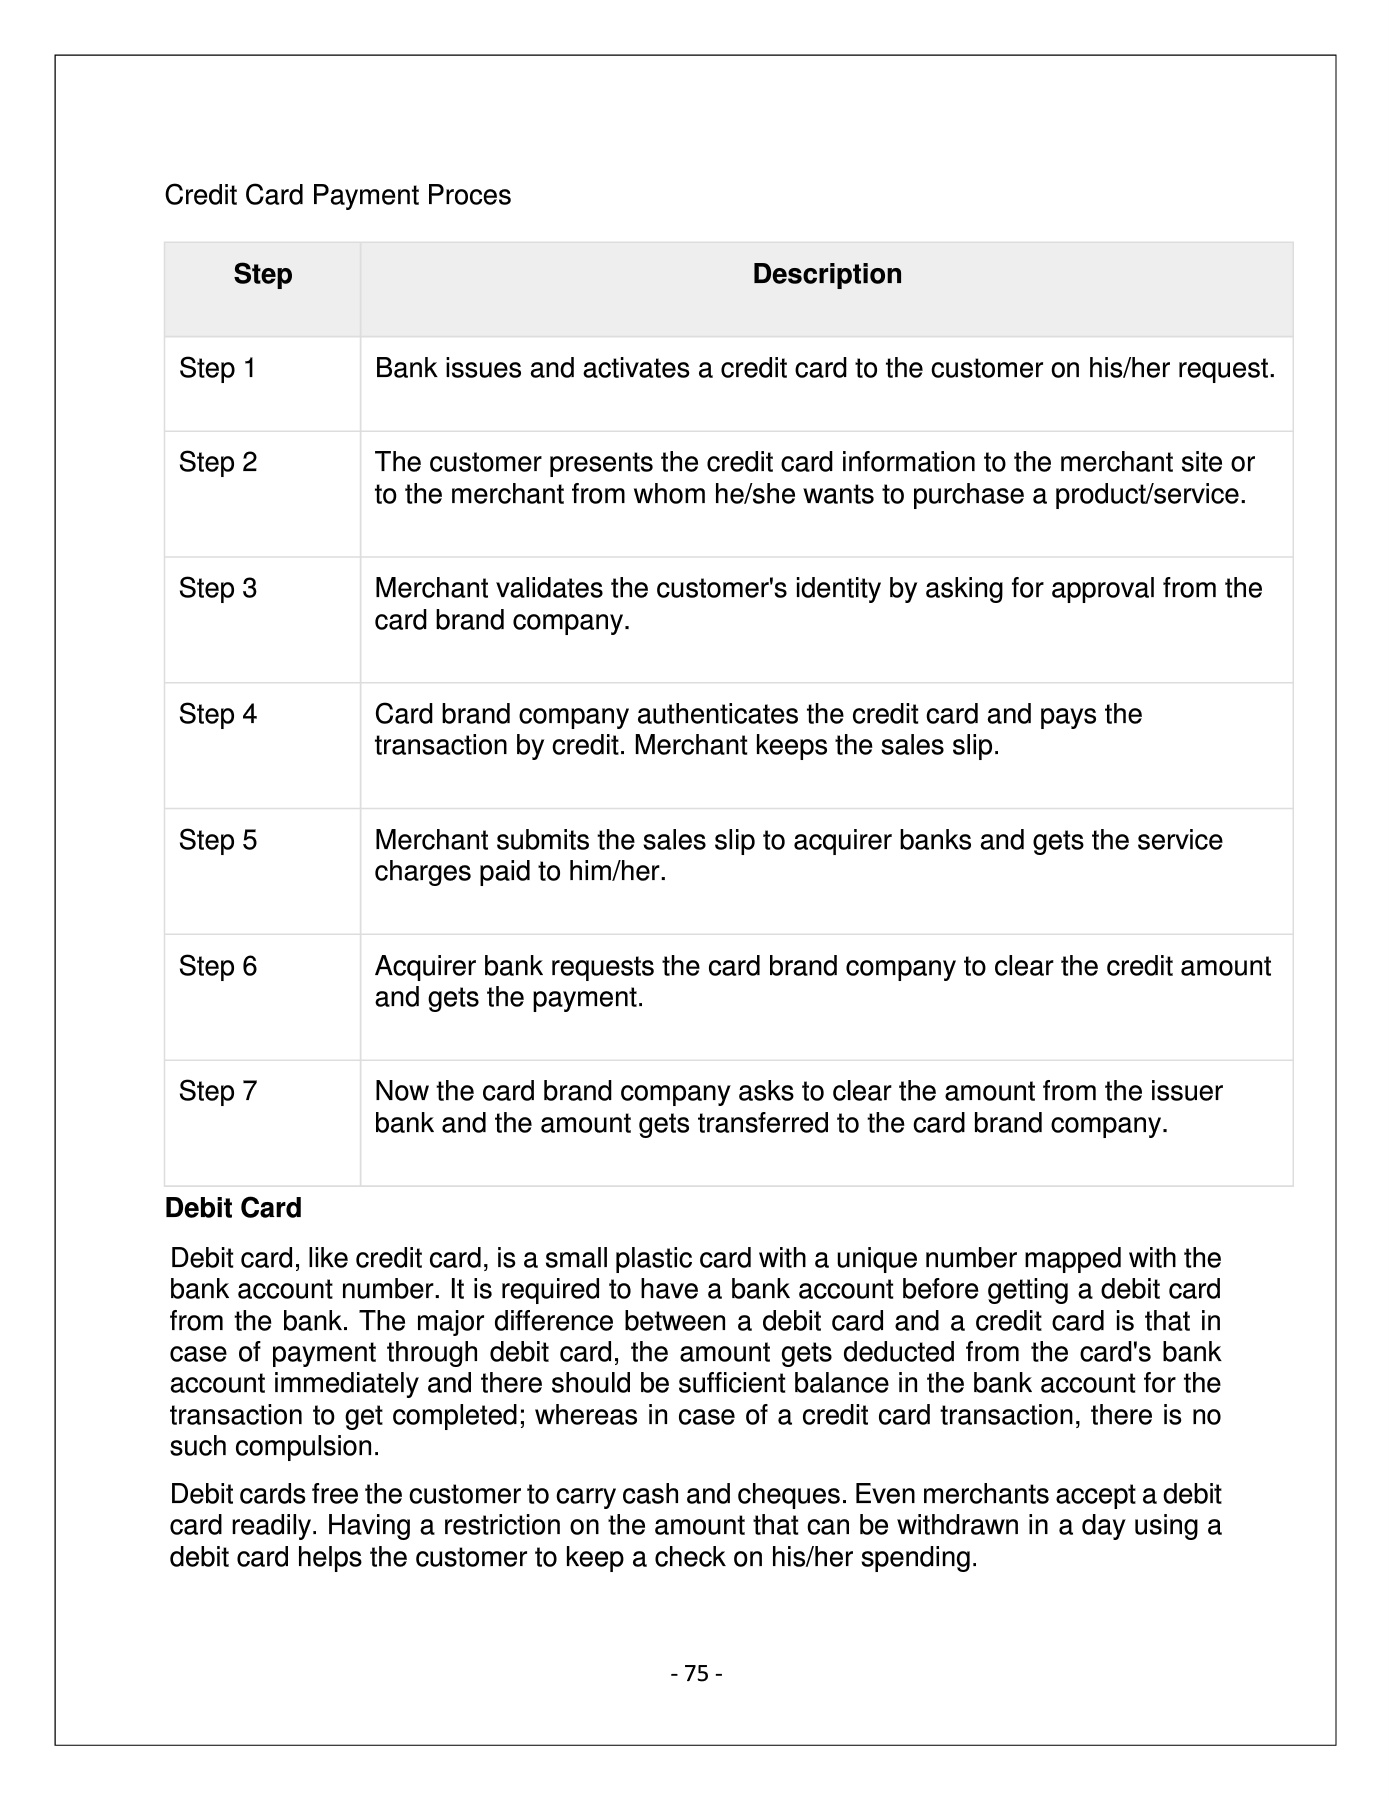 Credit Card Payment Proces
Step
Description
Step 1
Bank issues and activates a credit card to the customer on his/her request.
Step 2
The customer presents the credit card information to the merchant site or
to the merchant from whom he/she wants to purchase a product/service.
Step 3
Merchant validates the customer's identity by asking for approval from the
card brand company.
Step 4
Card brand company authenticates the credit card and pays the
transaction by credit. Merchant keeps the sales slip.
Step 5
Merchant submits the sales slip to acquirer banks and gets the service
charges paid to him/her.
Step 6
Acquirer bank requests the card brand company to clear the credit amount
and gets the payment.
Step 7
Now the card brand company asks to clear the amount from the issuer
bank and the amount gets transferred to the card brand company.
Debit Card
Debit card, like credit card, is a small plastic card with a unique number mapped with the
bank account number. It is required to have a bank account before getting a debit card
from the bank. The major difference between a debit card and a credit card is that in
case of payment through debit card, the amount gets deducted from the card's bank
account immediately and there should be sufficient balance in the bank account for the
transaction to get completed; whereas in case of a credit card transaction, there is no
such compulsion.
Debit cards free the customer to carry cash and cheques. Even merchants accept a debit
card readily. Having a restriction on the amount that can be withdrawn in a day using a
debit card helps the customer to keep a check on his/her spending.
- 75 -